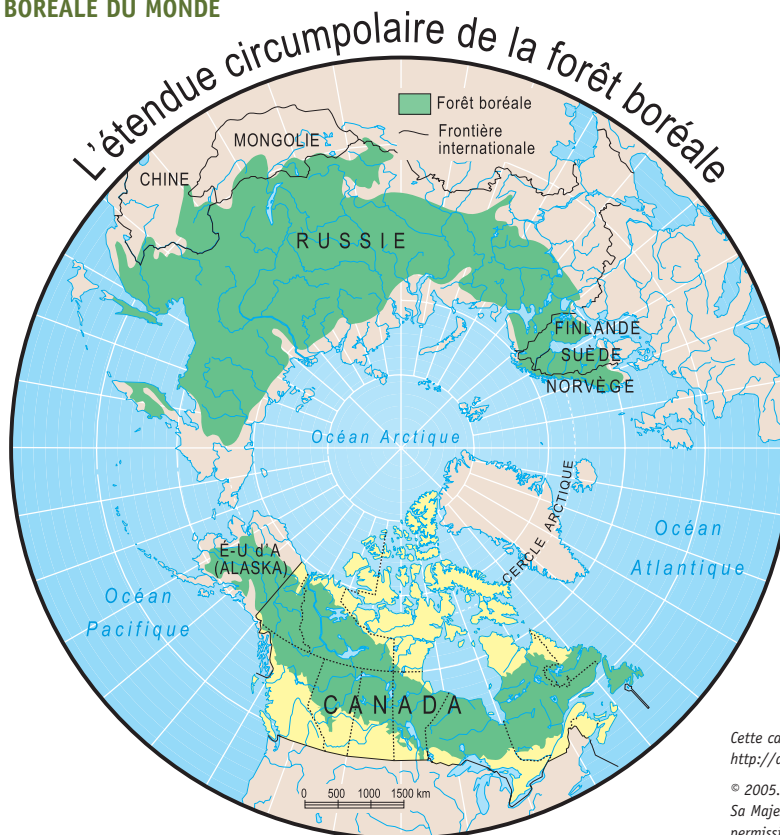 BORÉALE DU MONDE
L'étendue circumpolaire de la forêt boréale
Forêt boréale
Frontière
internationale
MONGOLIE
CHINE
RUSSIE
FINLANDE
SUÈDE
NORVÈGE
Océan Arctique
CERCLE ARCTIQUE
Océan
Atlantique
É-U d'A
(ALASKA)
Océan
Pacifique
CANADA
0 500 1000 1500 km
Cette ca
http://a
© 2005.
Sa Maje
permiss